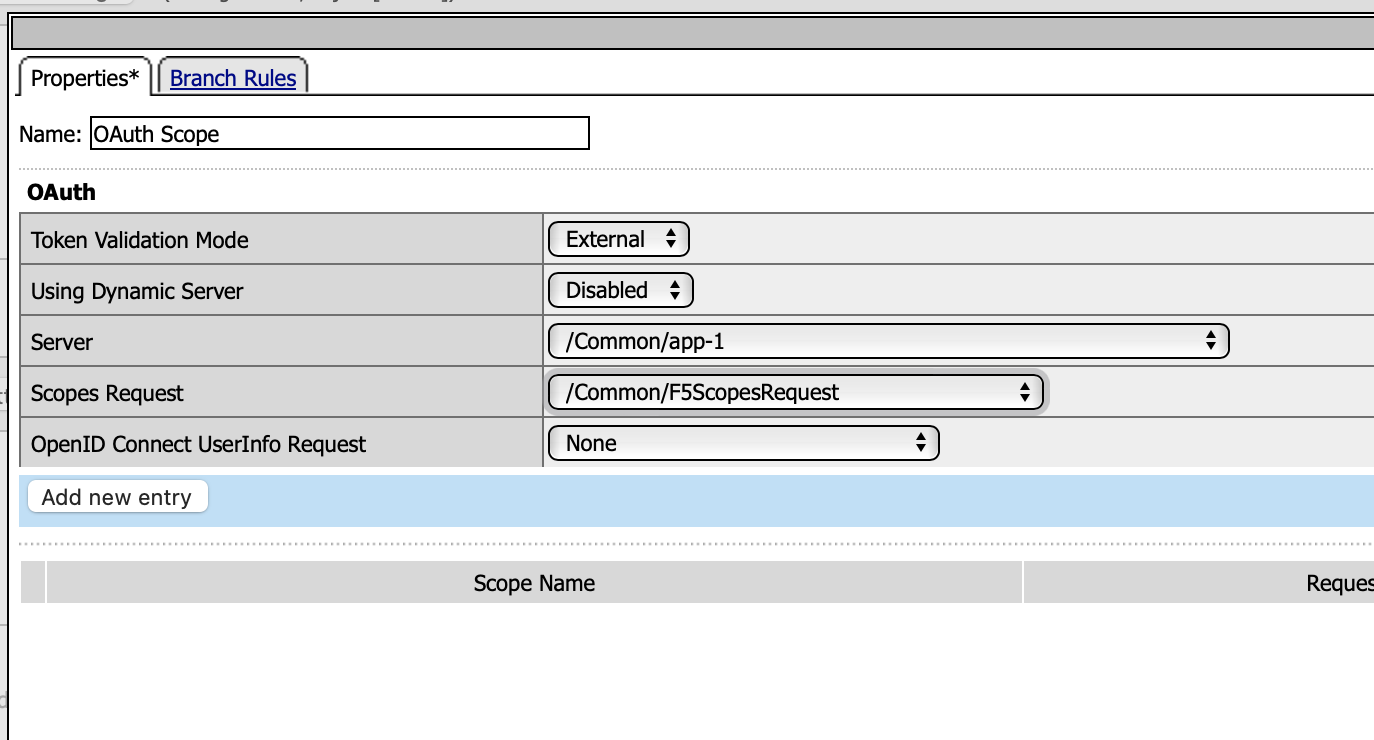 Properties* Branch Rules
Name: OAuth Scope
OAuth
Token Validation Mode External
Using Dynamic Server Disabled
Server /Common/app-1
Scopes Request /Common/F5ScopesRequest
OpenID Connect UserInfo Request None
Add new entry
Scope Name